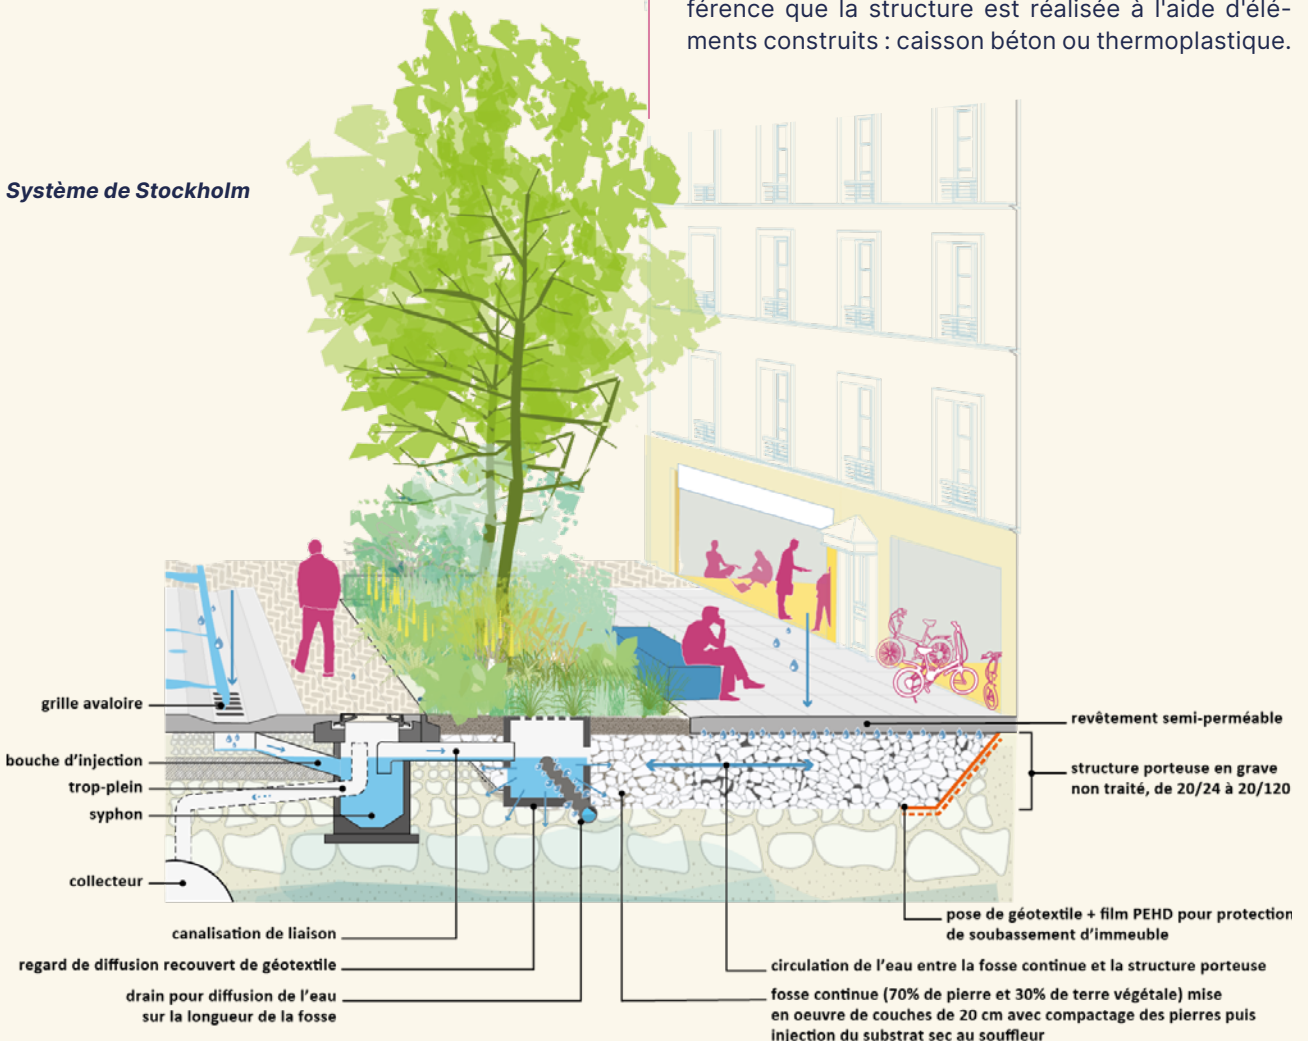 férence que la structure est réalisée à l'aide d'élé-
ments construits : caisson béton ou thermoplastique.
Système de Stockholm
grille avaloire
bouche d'injection
trop-plein
syphon
collecteur
canalisation de liaison
regard de diffusion recouvert de géotextile
drain pour diffusion de l'eau
sur la longueur de la fosse
revêtement semi-perméable
structure porteuse en grave
non traité, de 20/24 à 20/120
pose de géotextile + film PEHD pour protection
de soubassement d'immeuble
circulation de l'eau entre la fosse continue et la structure porteuse
fosse continue (70% de pierre et 30% de terre végétale) mise
en oeuvre de couches de 20 cm avec compactage des pierres puis
injection du substrat sec au souffleur